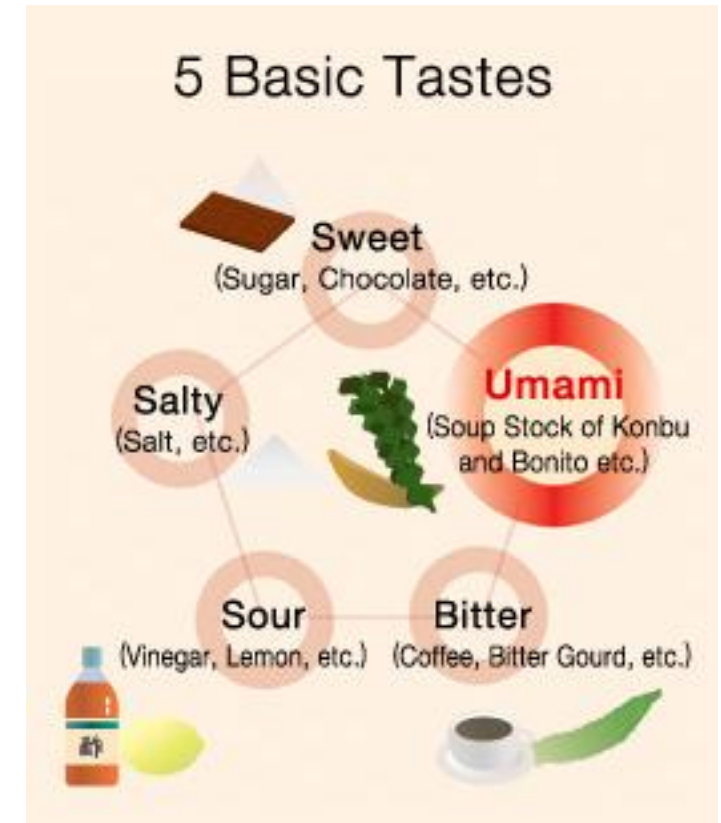 5 Basic Tastes
Sweet
(Sugar, Chocolate, etc.)
Umami
(Soup Stock of Konbu
and Bonito etc.)
Salty
(Salt, etc.)
Sour
(Vinegar, Lemon, etc.)
Bitter
(Coffee, Bitter Gourd, etc.)
酢